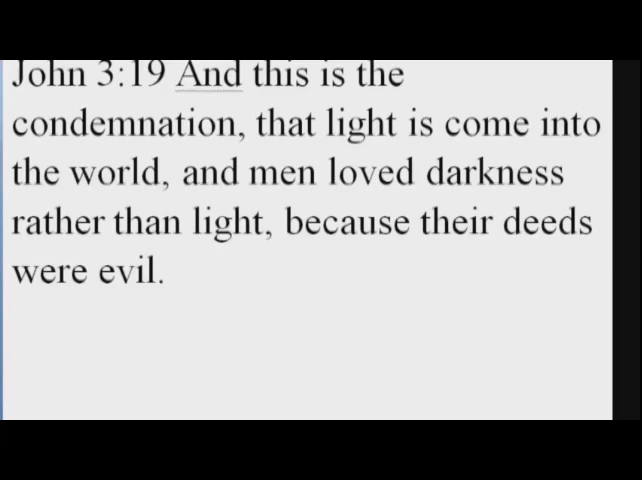 John 3:19 And this is the
condemnation, that light is come into
the world, and men loved darkness
rather than light, because their deeds
were evil.